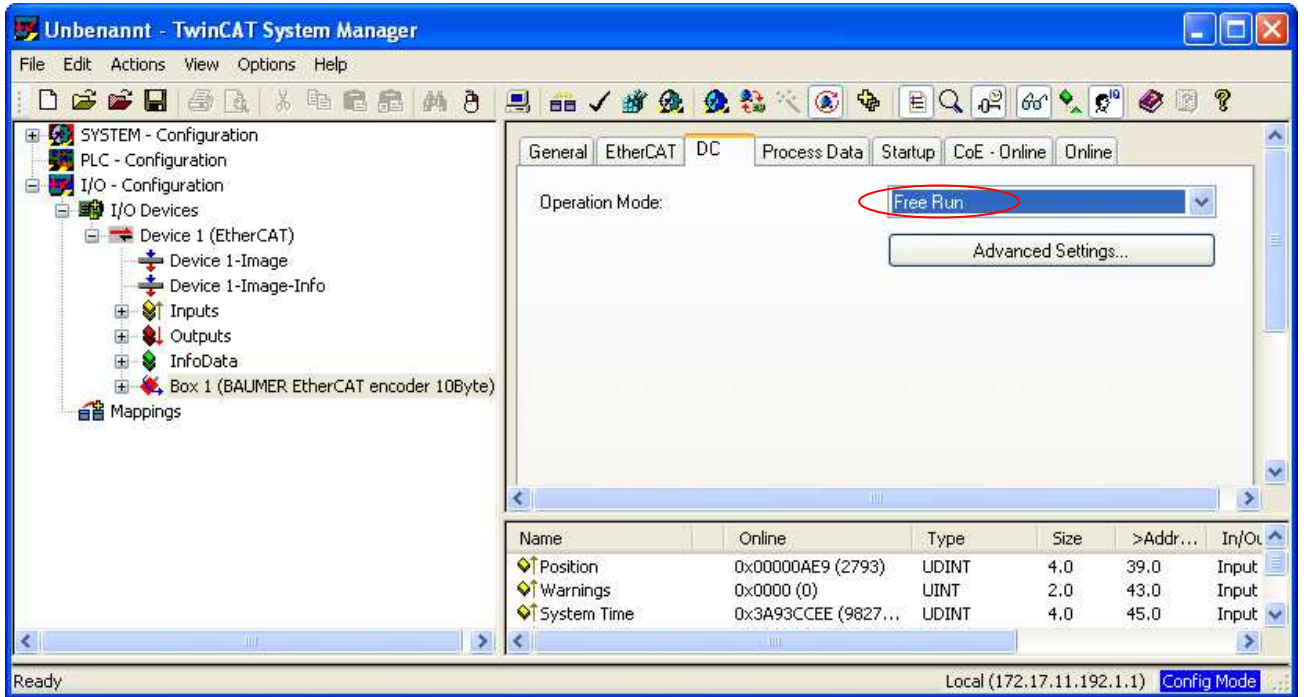 Unbenannt - TwinCAT System Manager
File Edit Actions View Options Help
SYSTEM - Configuration
PLC - Configuration
I/O - Configuration
I/O Devices
Device 1 (EtherCAT)
Device 1-Image
Device 1-Image-Info
Inputs
Outputs
InfoData
Box 1 (BAUMER EtherCAT encoder 10Byte)
Mappings
General EtherCAT DC Process Data Startup CoE - Online Online
Operation Mode: Free Run
Advanced Settings...
Name Online Type Size >Addr... In/Ou
Position 0x00000AE9 (2793) UDINT 4.0 39.0 Input
Warnings 0x0000 (0) UINT 2.0 43.0 Input
System Time 0x3A93CCEE (9827... UDINT 4.0 45.0 Input
Ready Local (172.17.11.192.1.1) Config Mode